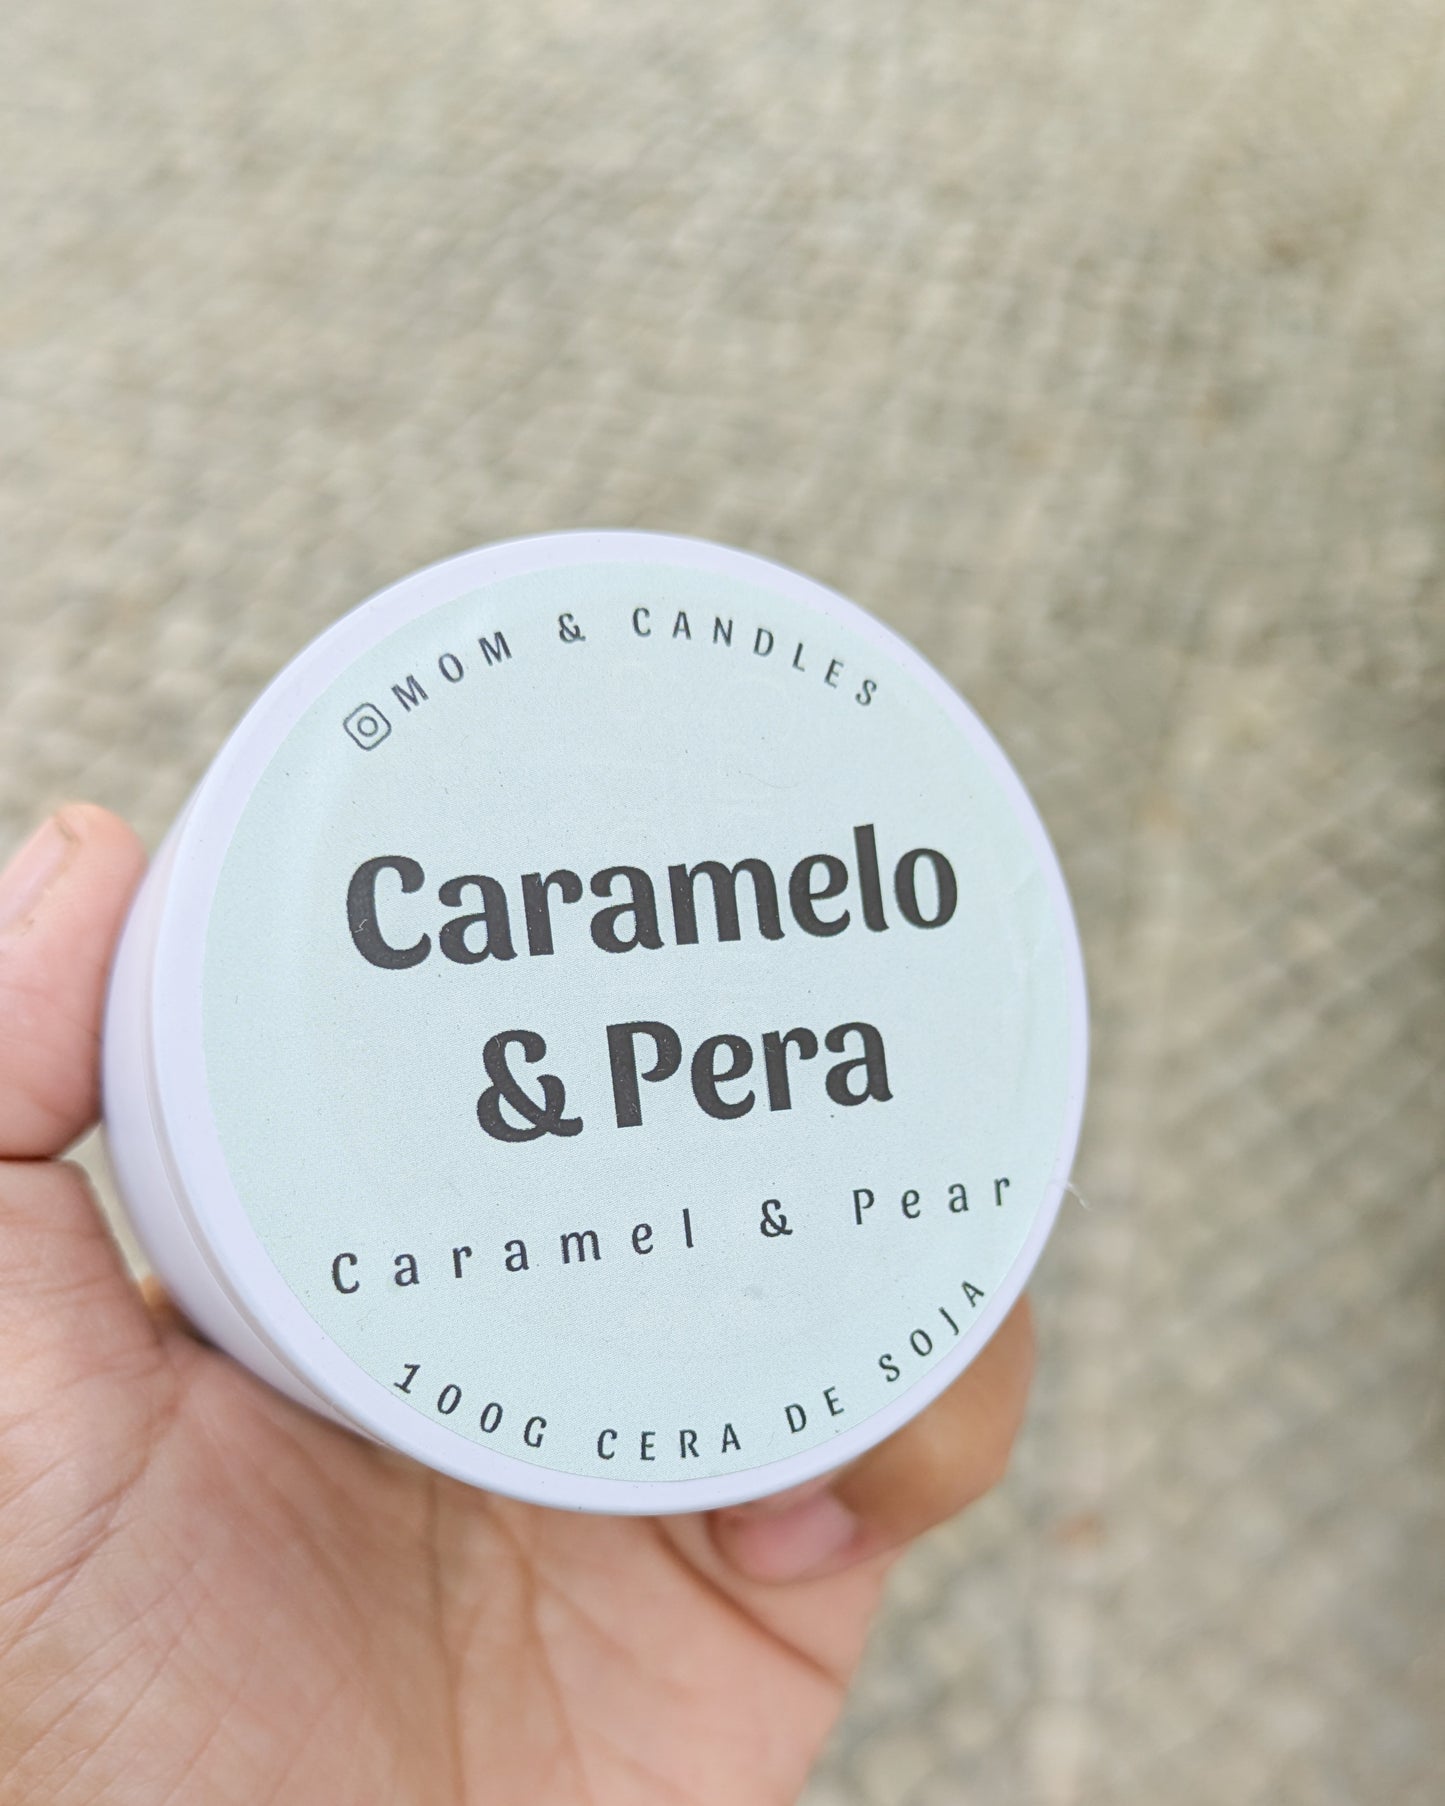 MOM & CANDLES
Caramelo
& Pera
Caramel & Pear
100G CERA DE SOJA